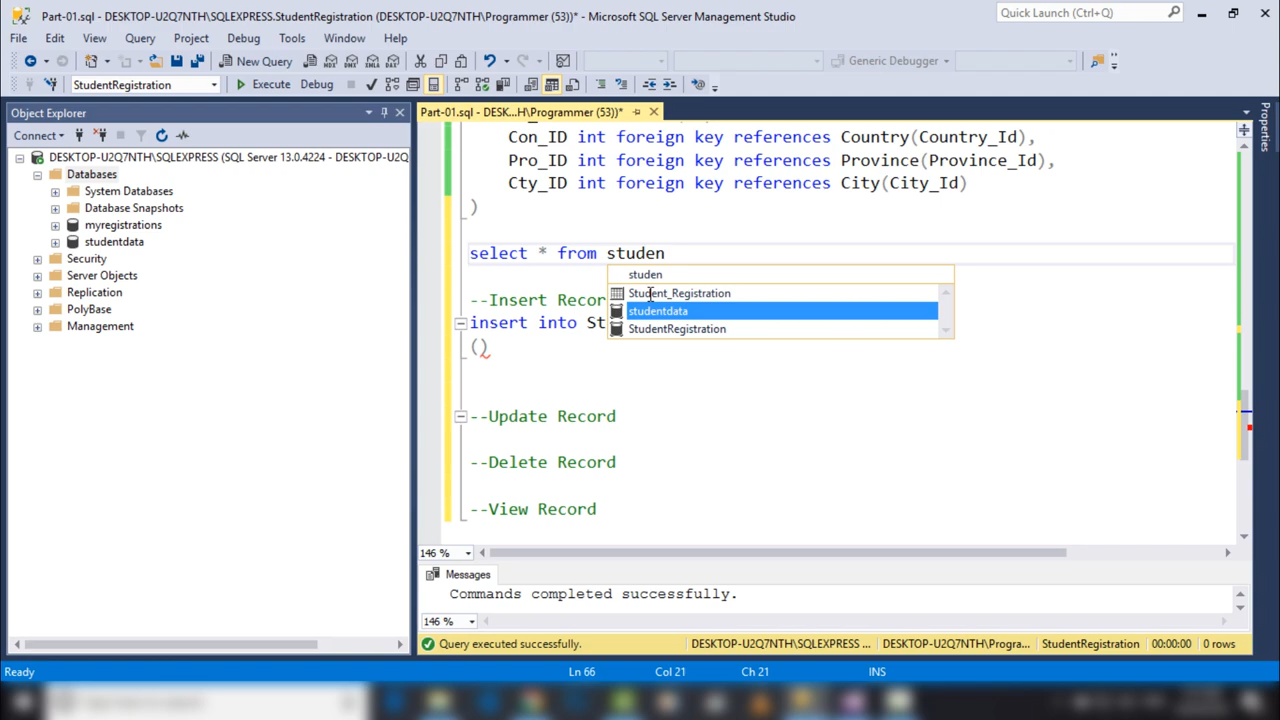 Part-01.sql - DESKTOP-U2Q7NTH\SQLEXPRESS.StudentRegistration (DESKTOP-U2Q7NTH\Programmer (53))* - Microsoft SQL Server Management Studio
Quick Launch (Ctrl+Q)
File Edit View Query Project Debug Tools Window Help
New Query
Generic Debugger
StudentRegistration
Execute Debug
Object Explorer
Connect
DESKTOP-U2Q7NTH\SQLEXPRESS (SQL Server 13.0.4224 - DESKTOP-U2Q
Databases
System Databases
Database Snapshots
myregistrations
studentdata
Security
Server Objects
Replication
PolyBase
Management
Part-01.sql - DESK...H\Programmer (53))*
Con_ID int foreign key references Country(Country_Id),
Pro_ID int foreign key references Province(Province_Id),
Cty_ID int foreign key references City(City_Id)
)
select * from studen
studen
Student_Registration
studentdata
StudentRegistration
--Insert Recor
insert into St
()
--Update Record
--Delete Record
--View Record
146 %
Messages
Commands completed successfully.
146 %
Query executed successfully.
DESKTOP-U2Q7NTH\SQLEXPRESS ... DESKTOP-U2Q7NTH\Progra... StudentRegistration 00:00:00 0 rows
Ready
Ln 66
Col 21
Ch 21
INS
Properties